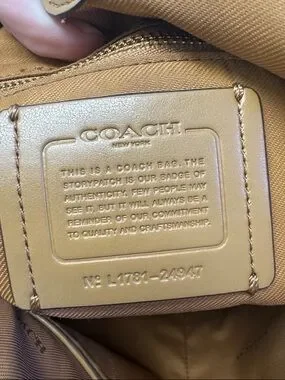 COACH
NEW YORK
THIS IS A COACH BAG. THE
STORYPATCH IS OUR BADGE OF
AUTHENTICITY. FEW PEOPLE MAY
SEE IT. BUT IT WILL ALWAYS BE A
REMINDER OF OUR COMMITMENT
TO QUALITY AND CRAFTSMANSHIP.
Nº L1781-24947